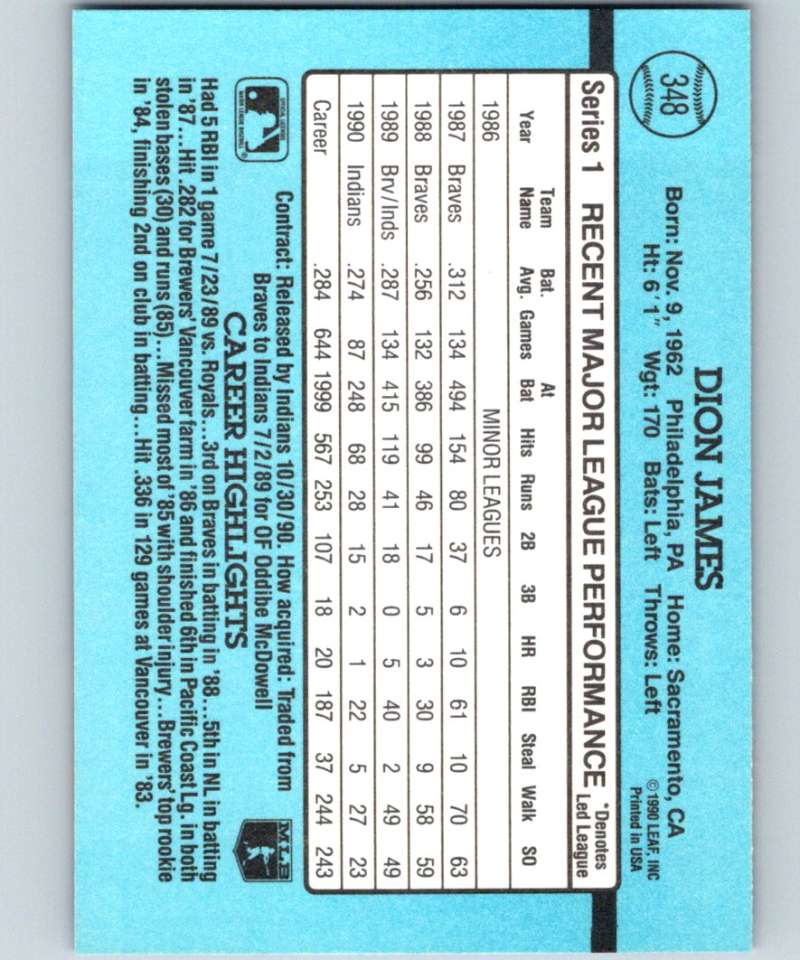 348
DION JAMES
Born: Nov. 9, 1962 Philadelphia, PA Home: Sacramento, CA
Ht: 6'1" Wgt: 170 Bats: Left Throws: Left
©1990 LEAF, INC
Printed in USA
Series 1 RECENT MAJOR LEAGUE PERFORMANCE *Denotes Led League
Year Team Name Bat. Avg. Games At Bat Hits Runs 2B 3B HR RBI Steal Walk SO
1986 MINOR LEAGUES
1987 Braves .312 134 494 154 80 37 6 10 61 10 70 63
1988 Braves .256 132 386 99 46 17 5 3 30 9 58 59
1989 Brv/Inds .287 134 415 119 41 18 0 5 40 2 49 49
1990 Indians .274 87 248 68 28 15 2 1 22 5 27 23
Career .284 644 1999 567 253 107 18 20 187 37 244 243
OFFICIAL LICENSEE
MAJOR LEAGUE BASEBALL
Contract: Released by Indians 10/30/90. How acquired: Traded from
Braves to Indians 7/2/89 for OF Oddibe McDowell
MLB
CAREER HIGHLIGHTS
Had 5 RBI in 1 game 7/23/89 vs. Royals...3rd on Braves in batting in '88...5th in NL in batting
in '87...Hit .282 for Brewers' Vancouver farm in '86 and finished 6th in Pacific Coast Lg. in both
stolen bases (30) and runs (85)...Missed most of '85 with shoulder injury...Brewers' top rookie
in '84, finishing 2nd on club in batting...Hit .336 in 129 games at Vancouver in '83.